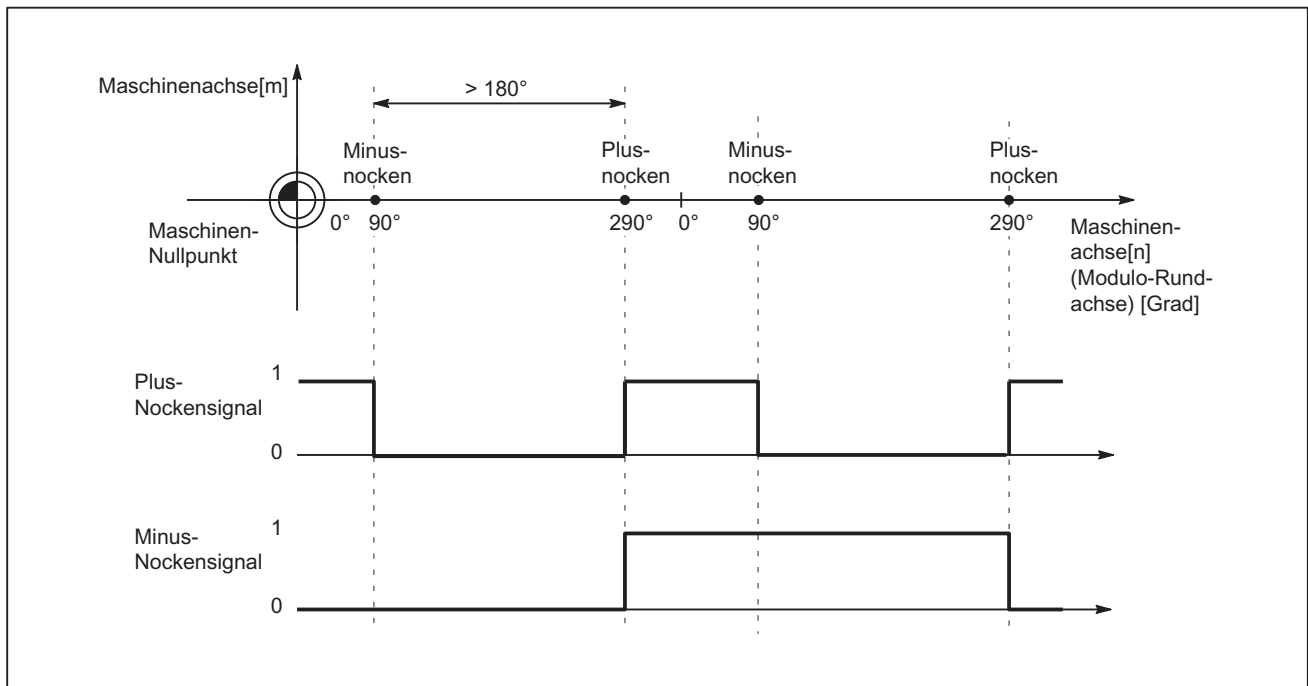 Maschinenachse[m]
> 180°
Minus-
nocken
Plus-
nocken
Minus-
nocken
Plus-
nocken
Maschinen-
Nullpunkt
0°
90°
290°
0°
90°
290°
Maschinen-
achse[n]
(Modulo-Rund-
achse) [Grad]
Plus-
Nockensignal
1
0
Minus-
Nockensignal
1
0